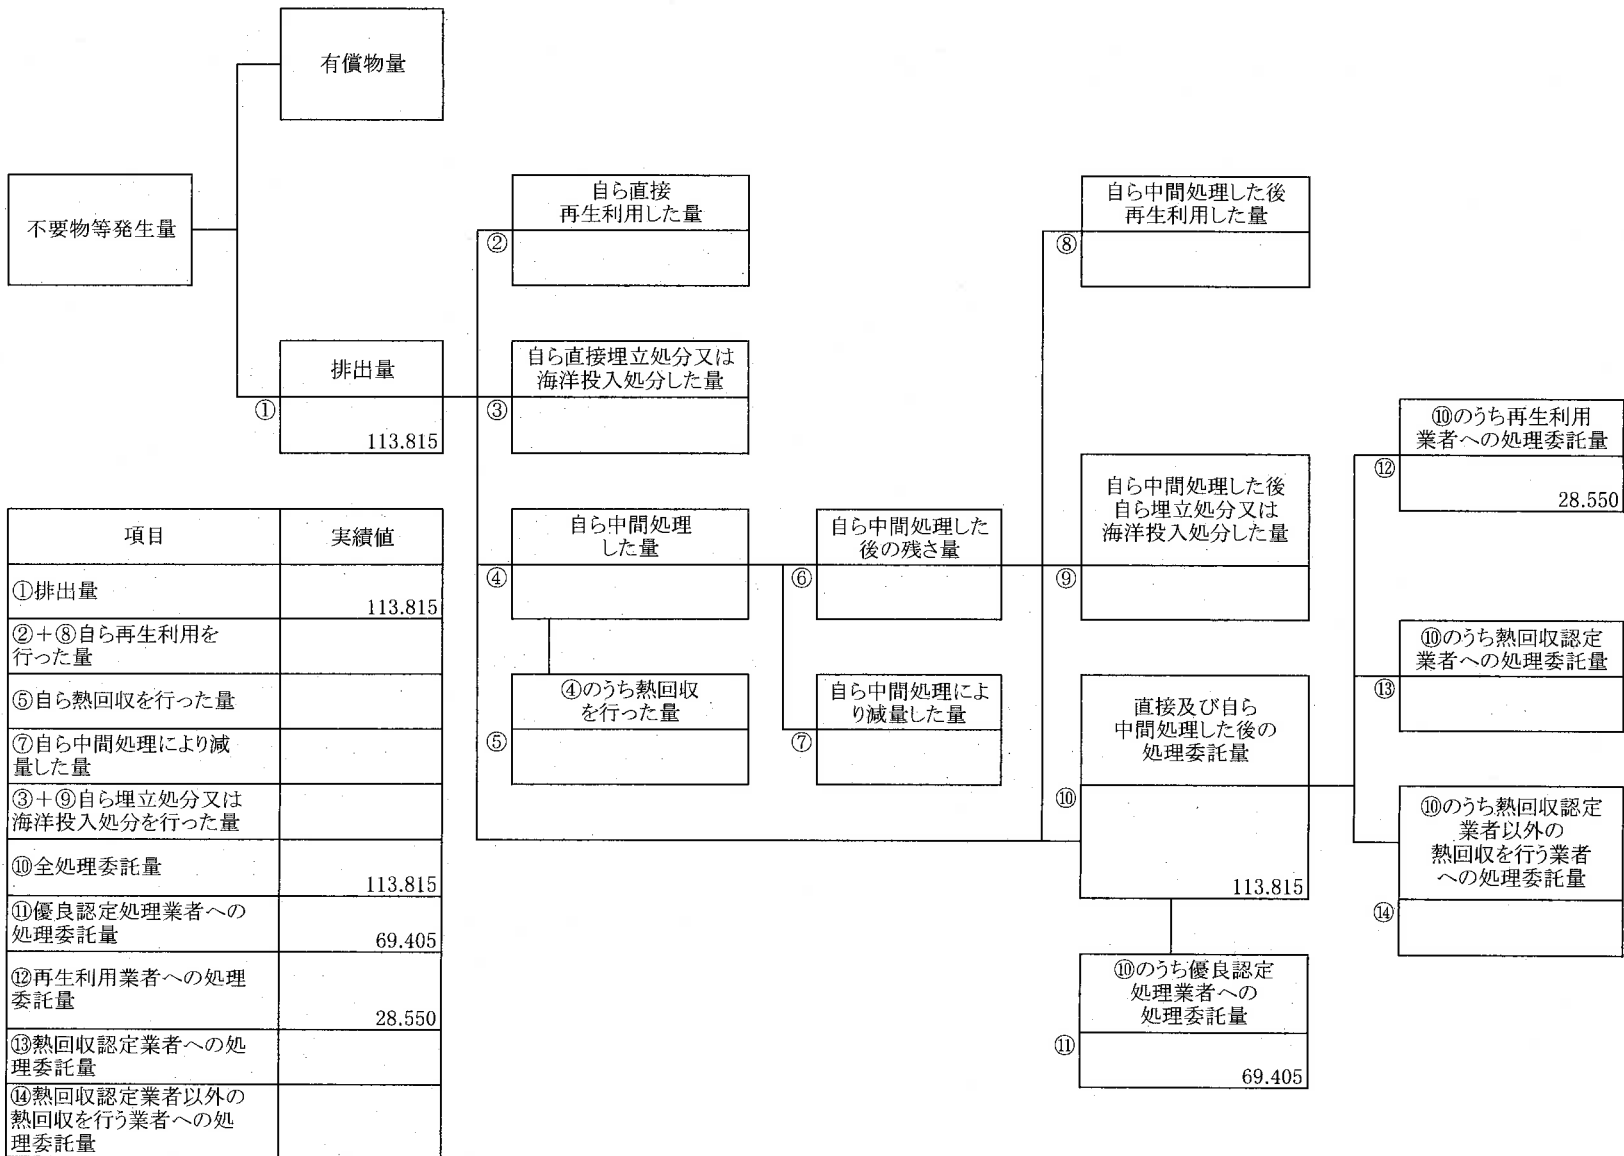 有償物量
不要物等発生量
排出量
①
113.815
自ら直接
再生利用した量
②
自ら直接埋立処分又は
海洋投入処分した量
③
自ら中間処理
した量
④
④のうち熱回収
を行った量
⑤
自ら中間処理した
後の残さ量
⑥
自ら中間処理によ
り減量した量
⑦
自ら中間処理した後
再生利用した量
⑧
自ら中間処理した後
自ら埋立処分又は
海洋投入処分した量
⑨
直接及び自ら
中間処理した後の
処理委託量
⑩
113.815
⑩のうち優良認定
処理業者への
処理委託量
⑪
69.405
⑩のうち再生利用
業者への処理委託量
⑫
28.550
⑩のうち熱回収認定
業者への処理委託量
⑬
⑩のうち熱回収認定
業者以外の
熱回収を行う業者
への処理委託量
⑭
項目 実績値
①排出量
113.815
②+⑧自ら再生利用を
行った量
⑤自ら熱回収を行った量
⑦自ら中間処理により減
量した量
③+⑨自ら埋立処分又は
海洋投入処分を行った量
⑩全処理委託量
113.815
⑪優良認定処理業者への
処理委託量
69.405
⑫再生利用業者への処理
委託量
28.550
⑬熱回収認定業者への処
理委託量
⑭熱回収認定業者以外の
熱回収を行う業者への処
理委託量